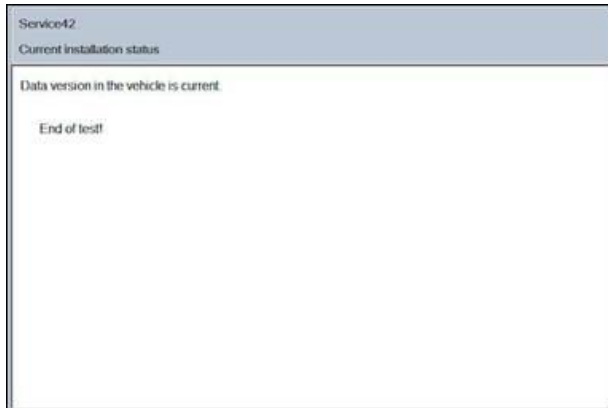 Service42
Current installation status
Data version in the vehicle is current.
End of test!